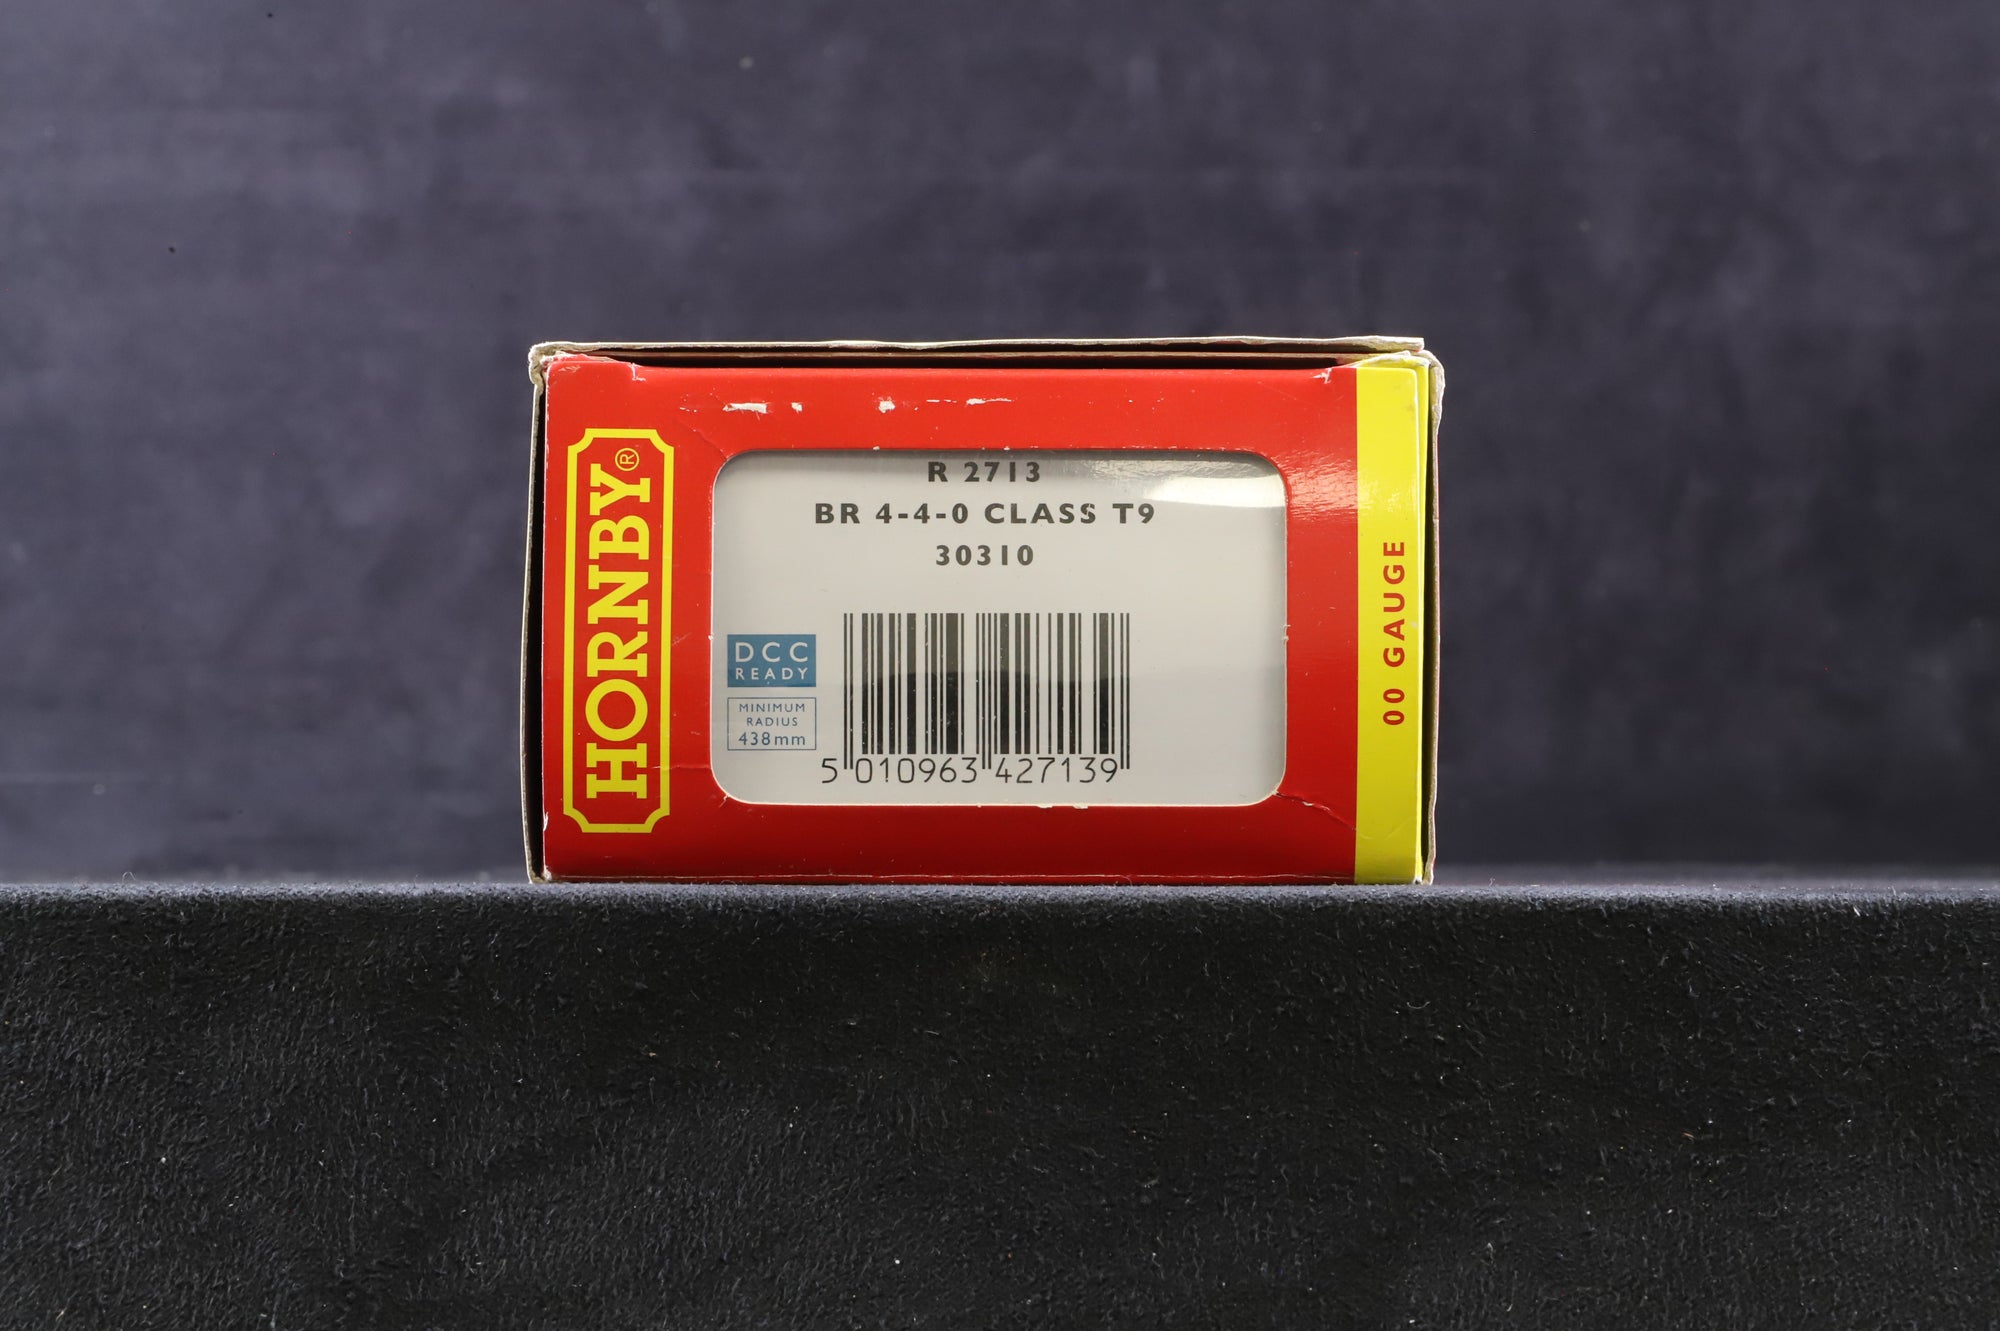 HORNBY®
R 2713
BR 4-4-0 CLASS T9
30310
DCC
READY
MINIMUM
RADIUS
438mm
5 010963 427139
00 GAUGE